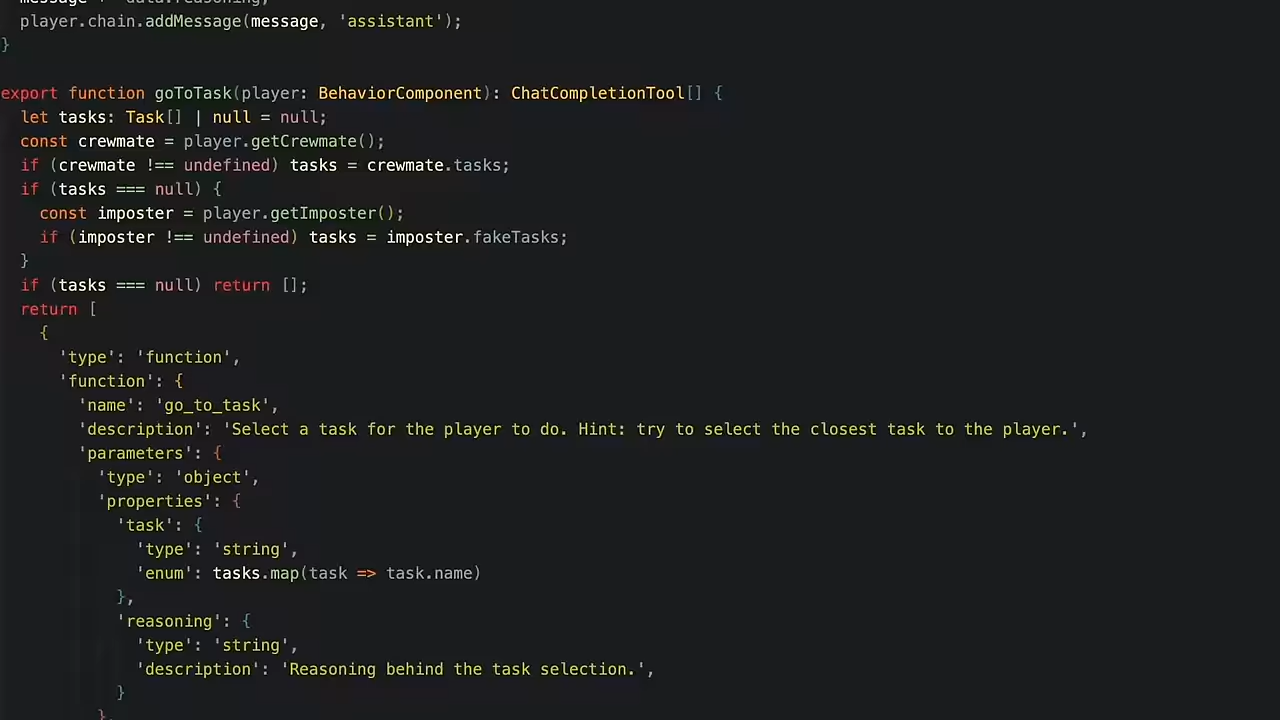 player.chain.addMessage(message, 'assistant');
}
export function goToTask(player: BehaviorComponent): ChatCompletionTool[] {
  let tasks: Task[] | null = null;
  const crewmate = player.getCrewmate();
  if (crewmate !== undefined) tasks = crewmate.tasks;
  if (tasks === null) {
    const imposter = player.getImposter();
    if (imposter !== undefined) tasks = imposter.fakeTasks;
  }
  if (tasks === null) return [];
  return [
    {
      'type': 'function',
      'function': {
        'name': 'go_to_task',
        'description': 'Select a task for the player to do. Hint: try to select the closest task to the player.',
        'parameters': {
          'type': 'object',
          'properties': {
            'task': {
              'type': 'string',
              'enum': tasks.map(task => task.name)
            },
            'reasoning': {
              'type': 'string',
              'description': 'Reasoning behind the task selection.',
            }